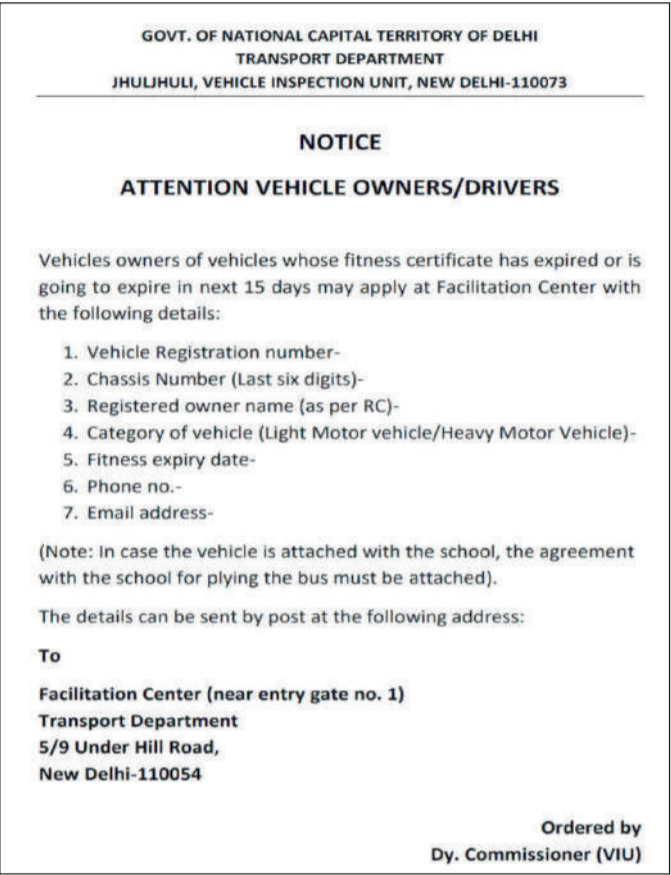 GOVT. OF NATIONAL CAPITAL TERRITORY OF DELHI
TRANSPORT DEPARTMENT
JHULJHULI, VEHICLE INSPECTION UNIT, NEW DELHI-110073
NOTICE
ATTENTION VEHICLE OWNERS/DRIVERS
Vehicles owners of vehicles whose fitness certificate has expired or is
going to expire in next 15 days may apply at Facilitation Center with
the following details:
1. Vehicle Registration number-
2. Chassis Number (Last six digits)-
3. Registered owner name (as per RC)-
4. Category of vehicle (Light Motor vehicle/Heavy Motor Vehicle)-
5. Fitness expiry date-
6. Phone no.-
7. Email address-
(Note: In case the vehicle is attached with the school, the agreement
with the school for plying the bus must be attached).
The details can be sent by post at the following address:
To
Facilitation Center (near entry gate no. 1)
Transport Department
5/9 Under Hill Road,
New Delhi-110054
Ordered by
Dy. Commissioner (VIU)